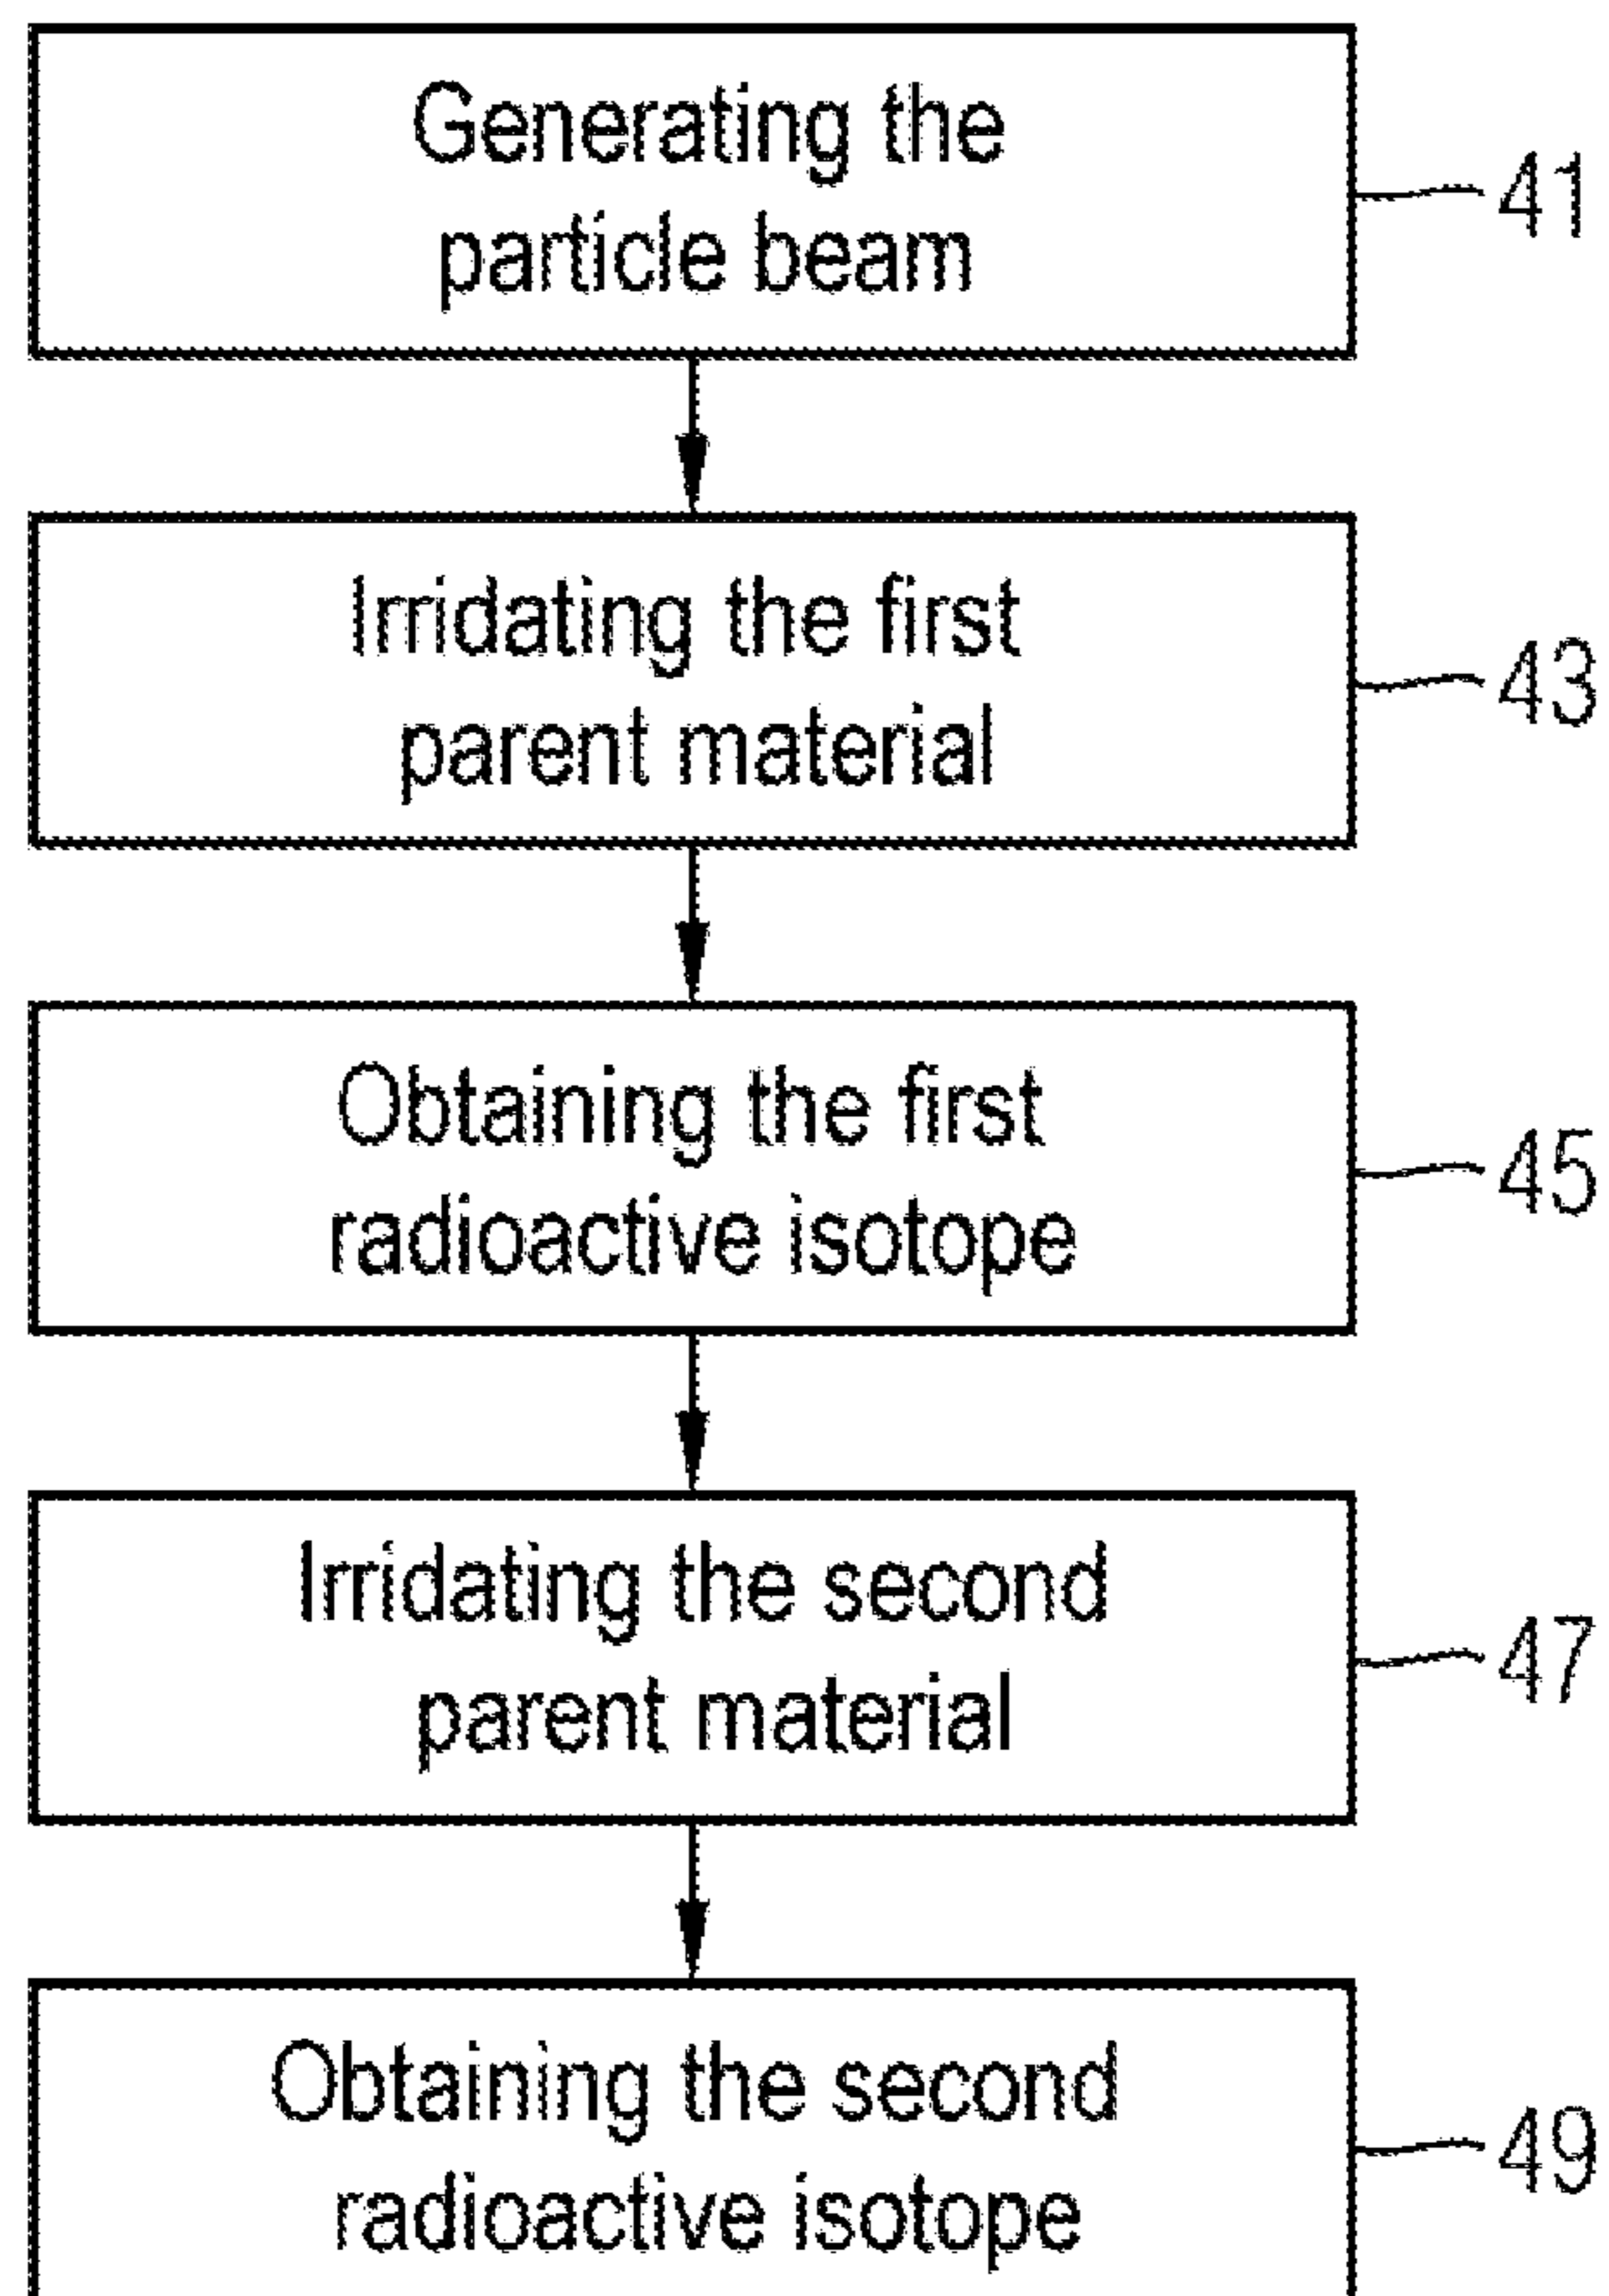 Generating the
particle beam
41
Irridating the first
parent material
43
Obtaining the first
radioactive isotope
45
Irridating the second
parent material
47
Obtaining the second
radioactive isotope
49